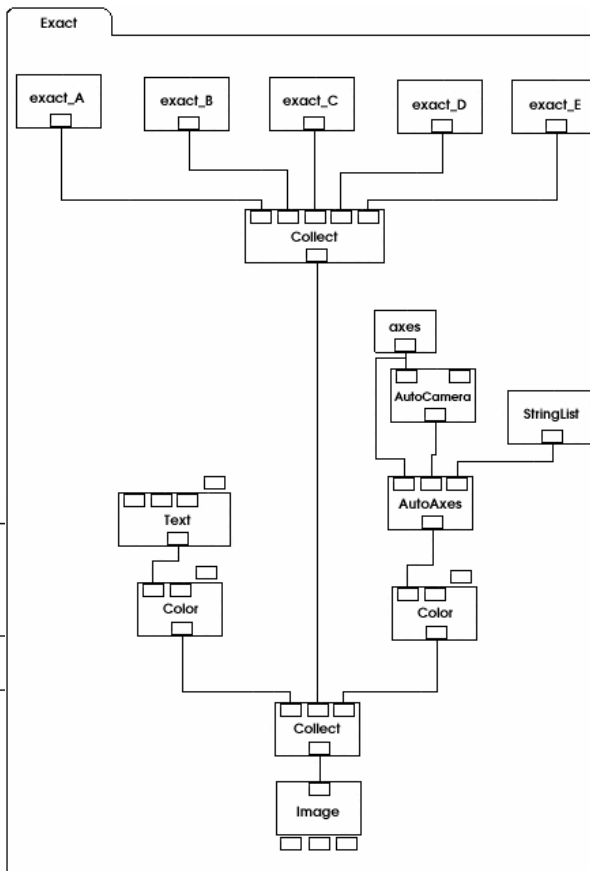 Exact
exact_A exact_B exact_C exact_D exact_E
Collect
axes
AutoCamera
StringList
AutoAxes
Text
Color
Color
Collect
Image